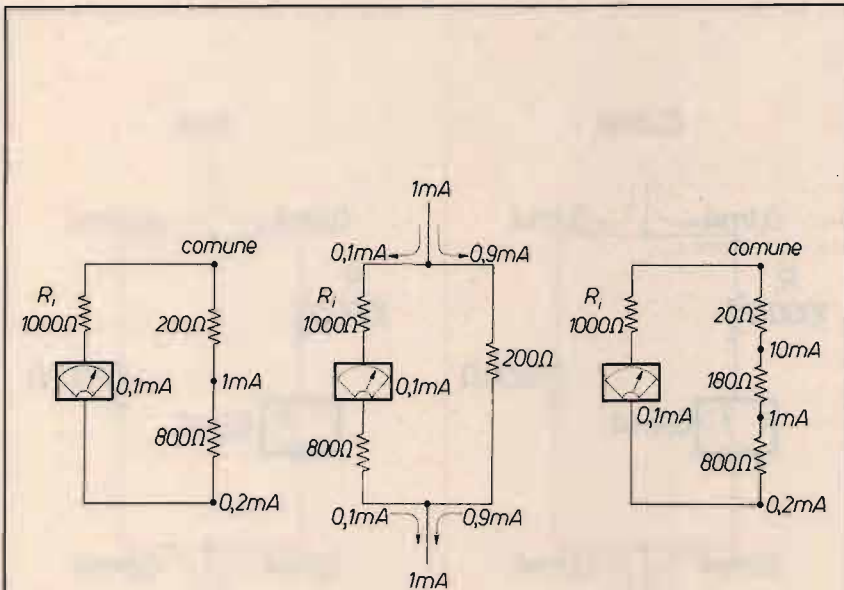 comune
R₁
1000Ω
200Ω
0,1mA
1mA
800Ω
0,2mA
1mA
0,1mA
0,9mA
R₁
1000Ω
200Ω
0,1mA
800Ω
0,1mA
0,9mA
1mA
comune
R₁
1000Ω
20Ω
10mA
180Ω
0,1mA
1mA
800Ω
0,2mA